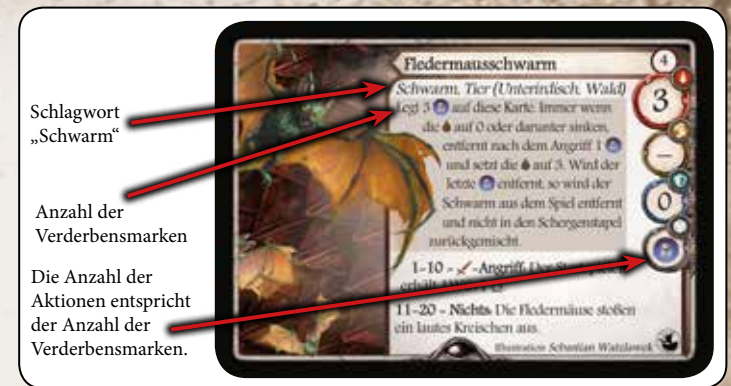 Schlagwort
„Schwarm“
Anzahl der
Verderbensmarken
Die Anzahl der
Aktionen entspricht
der Anzahl der
Verderbensmarken.
Fledermausschwarm
4
Schwarm, Tier (Unterirdisch, Wald)
3
Legt 3 auf diese Karte. Immer wenn
die auf 0 oder darunter sinken,
entfernt nach dem Angriff 1
–
und setzt die auf 3. Wird der
letzte entfernt, so wird der
Schwarm aus dem Spiel entfernt
0
und nicht in den Schergenstapel
zurückgemischt.
1-10 – -Angriff.
11-20 – Nichts. Die Fledermäuse stoßen
ein lautes Kreischen aus.
Illustration Sebastian Watzlawek